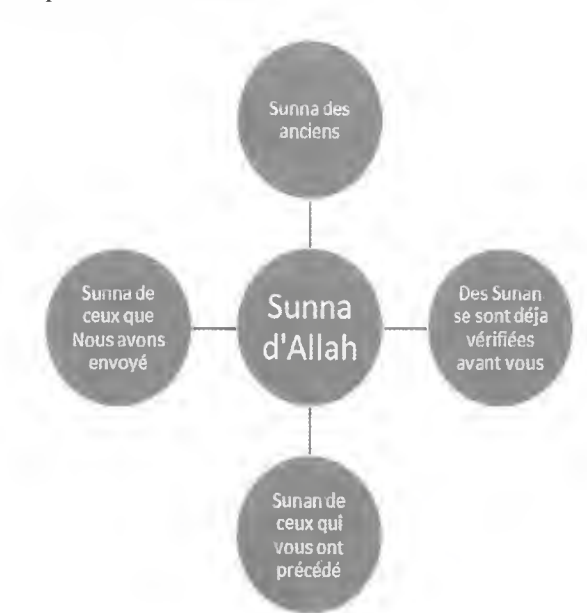 Sunna des
anciens
Sunna de
ceux que
Nous avons
envoyé
Sunna
d'Allah
Des Sunan
se sont déja
vérifiées
avant vous
Sunan de
ceux qui
vous ont
précédé